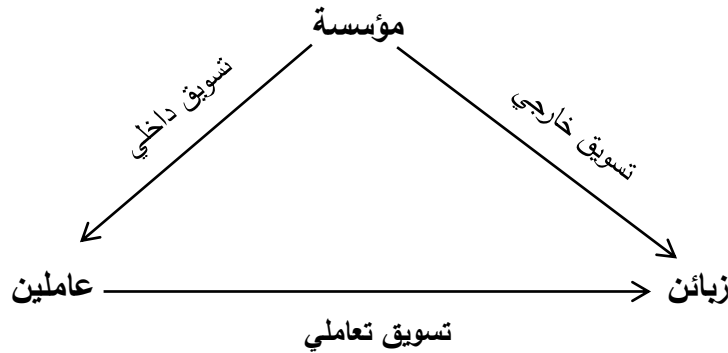 مؤسسة
تسويق خارجي
تسويق داخلي
زبائن
عاملين
تسويق تعاملي